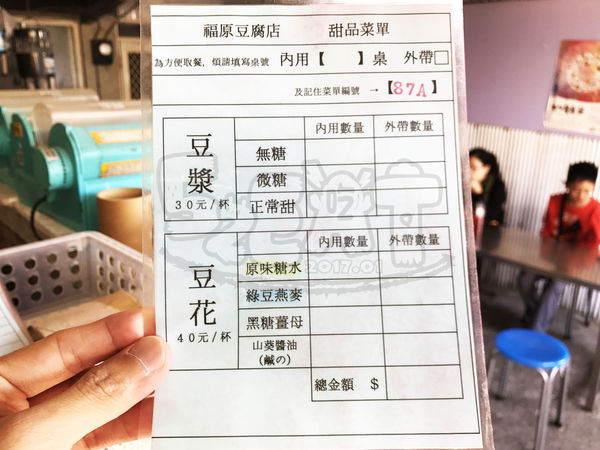 福原豆腐店 甜品菜單
為方便取餐，煩請填寫桌號 內用【 】桌 外帶□
及記住菜單編號 →【87A】
內用數量 外帶數量
豆漿
30元/杯
無糖
微糖
正常甜
內用數量 外帶數量
豆花
40元/杯
原味糖水
綠豆燕麥
黑糖薑母
山葵醬油
(鹹の)
總金額 $
2017.01